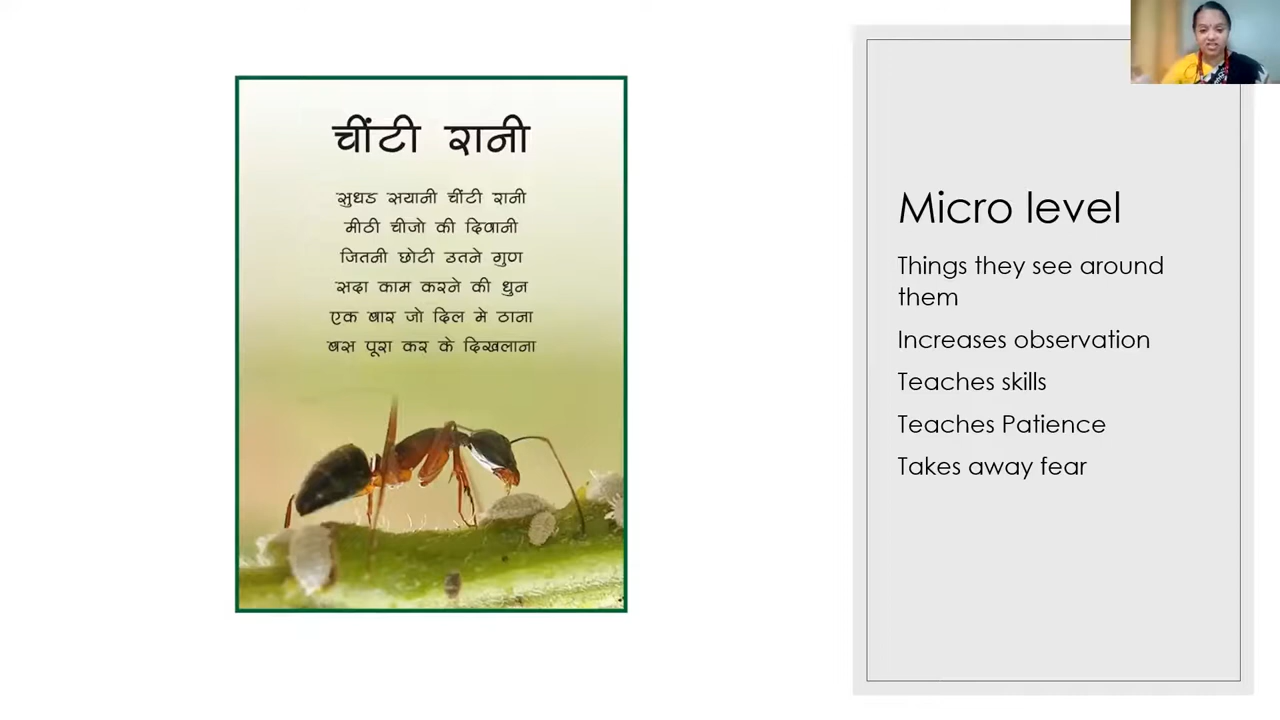 चींटी रानी
सुधड सयानी चींटी रानी
मीठी चीजो की दिवानी
जितनी छोटी उतने गुण
सदा काम करने की धुन
एक बार जो दिल मे ठाना
बस पूरा कर के दिखलाना
Micro level
Things they see around
them
Increases observation
Teaches skills
Teaches Patience
Takes away fear